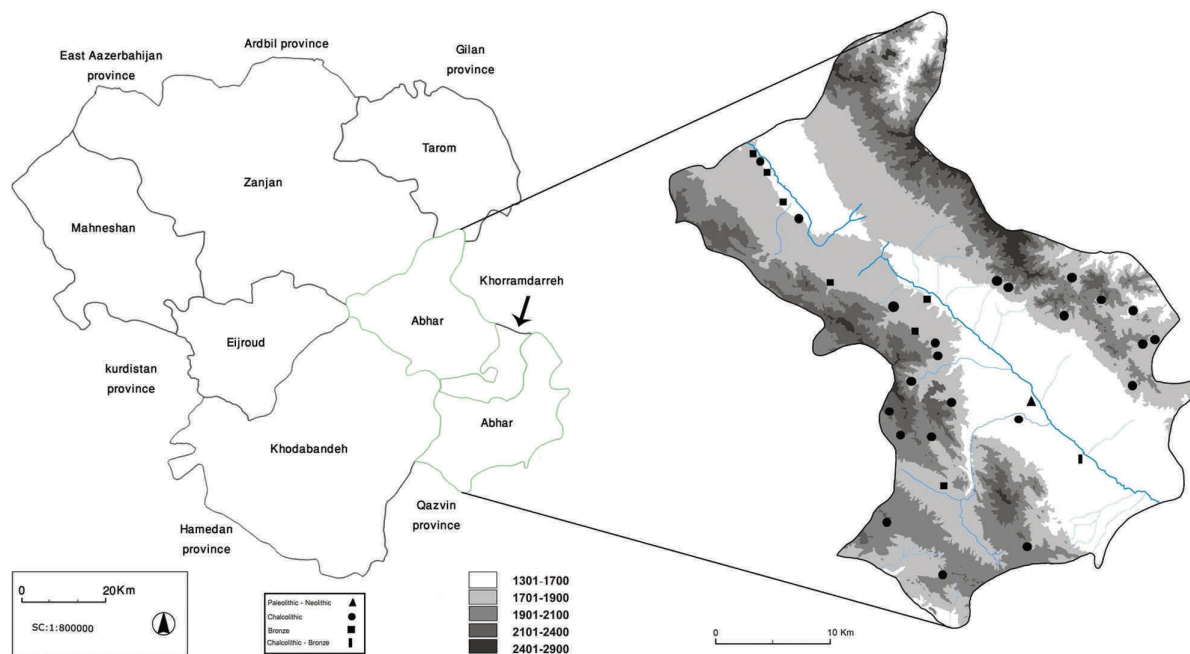 Ardbil province
East Aazerbahijan
province
Gilan
province
Tarom
Zanjan
Mahneshan
Khorramdarreh
Abhar
Eijroud
kurdistan
province
Abhar
Khodabandeh
Qazvin
province
Hamedan
province
0 20Km
SC:1:800000
Paleolithic - Neolithic
Chalcolithic
Bronze
Chalcolithic - Bronze
1301-1700
1701-1900
1901-2100
2101-2400
2401-2900
0 10 Km